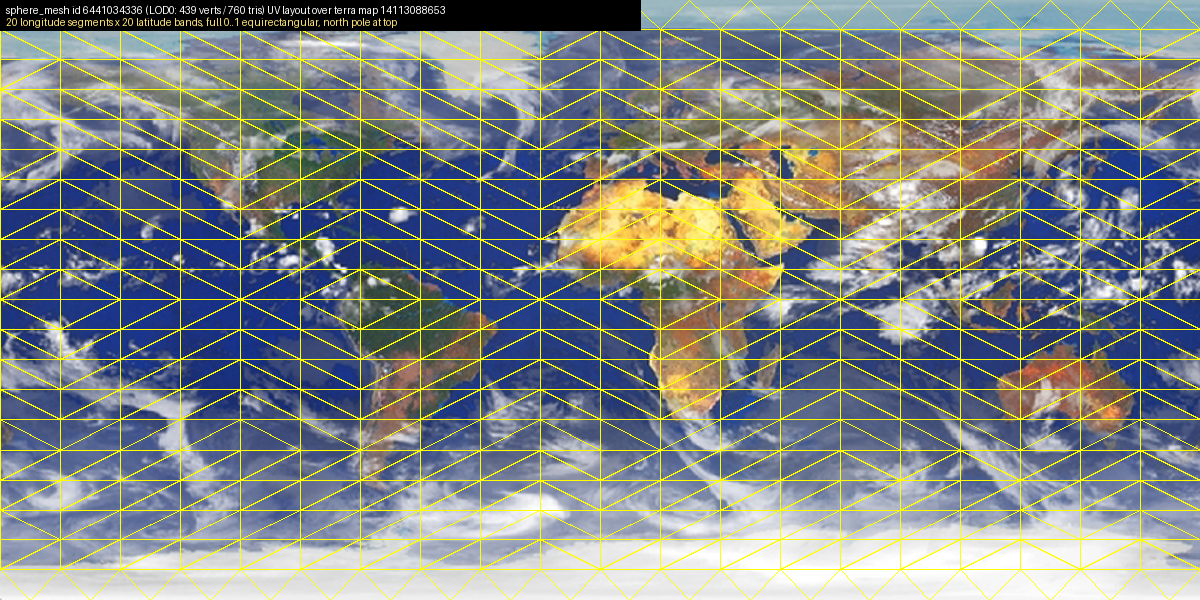 sphere_mesh id 6441034336 (LOD0: 439 verts/760 tris) UV layout over terra map 14113088653
20 longitude segments x 20 latitude bands, full 0..1 equirectangular, north pole at top